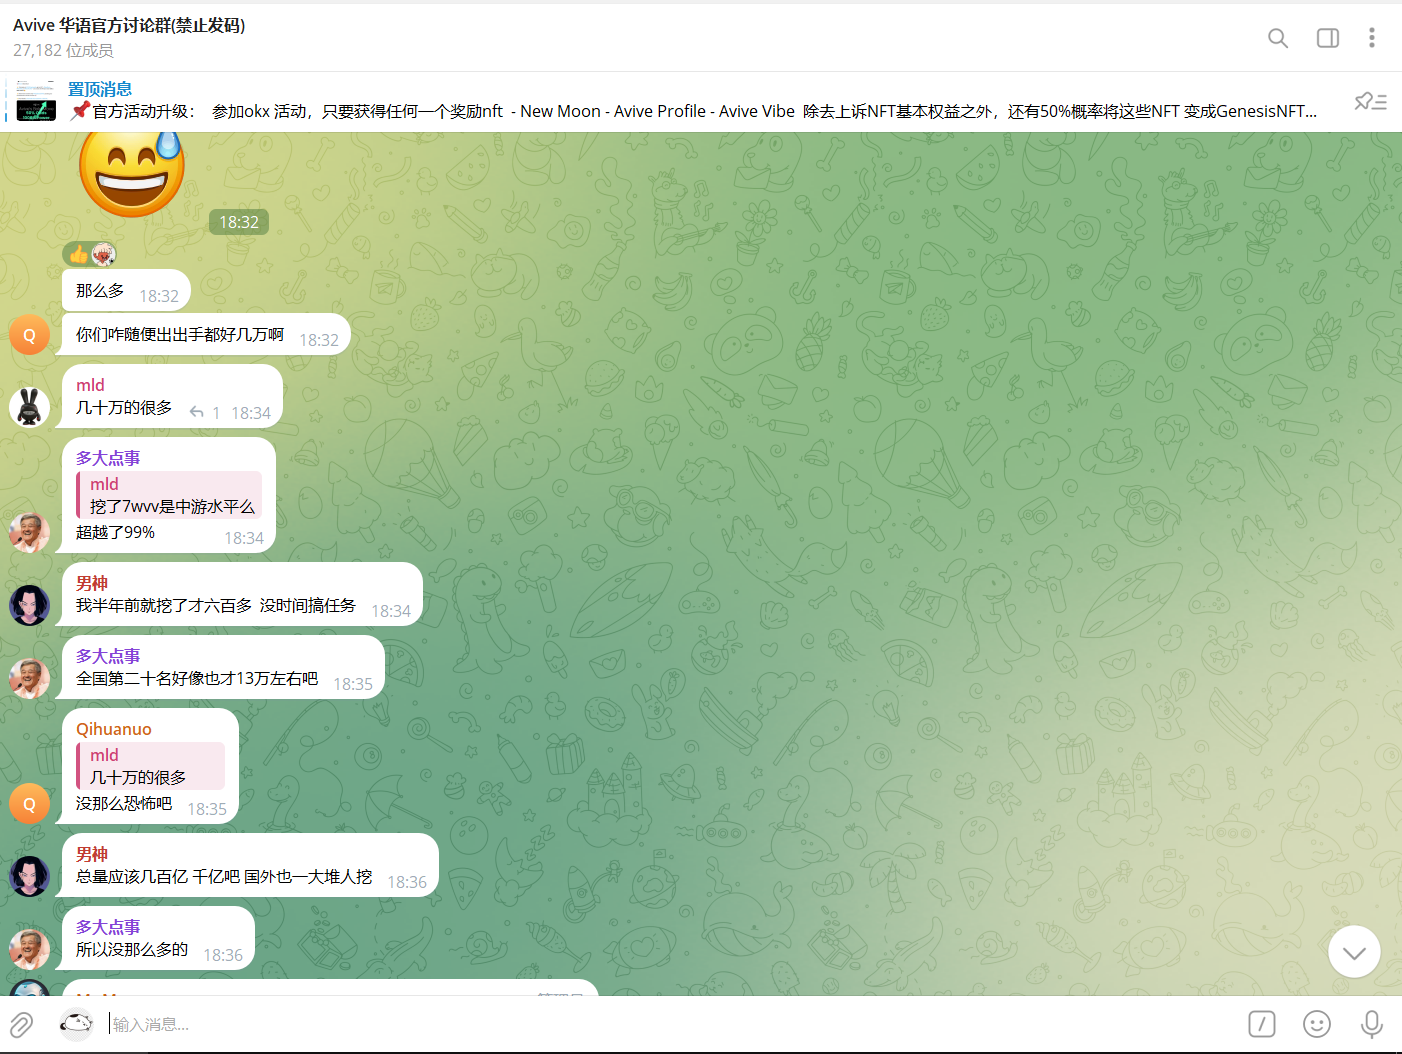 Avive 华语官方讨论群(禁止发码)
27,182 位成员
置顶消息
📌官方活动升级： 参加okx 活动，只要获得任何一个奖励nft - New Moon - Avive Profile - Avive Vibe 除去上诉NFT基本权益之外，还有50%概率将这些NFT 变成GenesisNFT...
18:32
那么多 18:32
Q
你们咋随便出出手都好几万啊 18:32
mld
几十万的很多 1 18:34
多大点事
mld
挖了7wvv是中游水平么
超越了99% 18:34
男神
我半年前就挖了才六百多 没时间搞任务 18:34
多大点事
全国第二十名好像也才13万左右吧 18:35
Qihuanuo
mld
几十万的很多
Q
没那么恐怖吧 18:35
男神
总量应该几百亿 千亿吧 国外也一大堆人挖 18:36
多大点事
所以没那么多的 18:36
输入消息...